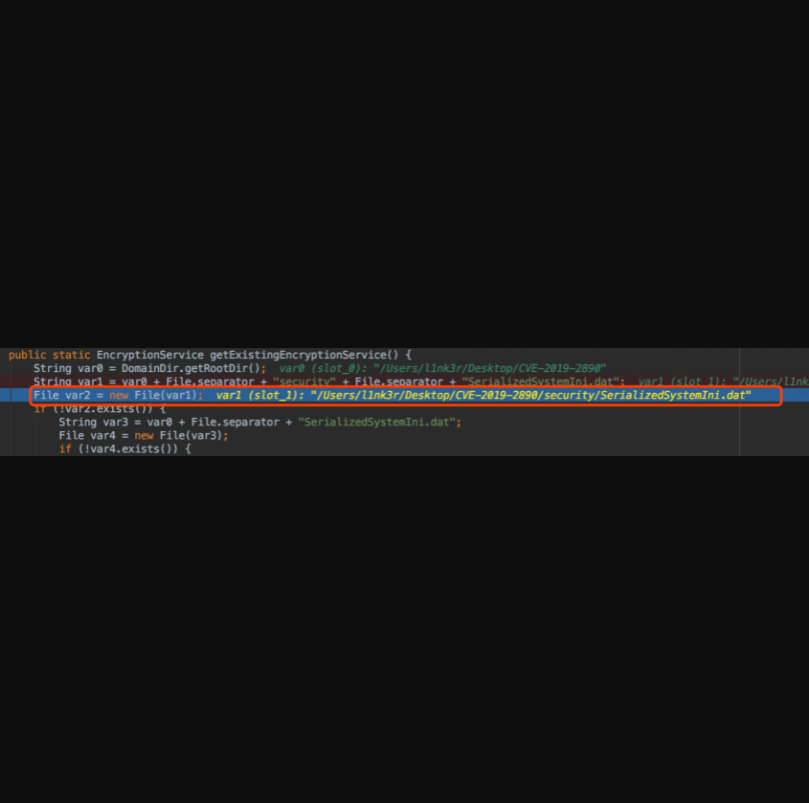 public static EncryptionService getExistingEncryptionService() {
String var0 = DomainDir.getRootDir(); var0 (slot_0): "/Users/l1nk3r/Desktop/CVE-2019-2890"
String var1 = var0 + File.separator + "security" + File.separator + "SerializedSystemIni.dat"; var1 (slot_1): "/Users/l1nk
File var2 = new File(var1); var1 (slot_1): "/Users/l1nk3r/Desktop/CVE-2019-2890/security/SerializedSystemIni.dat"
if (!var2.exists()) {
String var3 = var0 + File.separator + "SerializedSystemIni.dat";
File var4 = new File(var3);
if (!var4.exists()) {